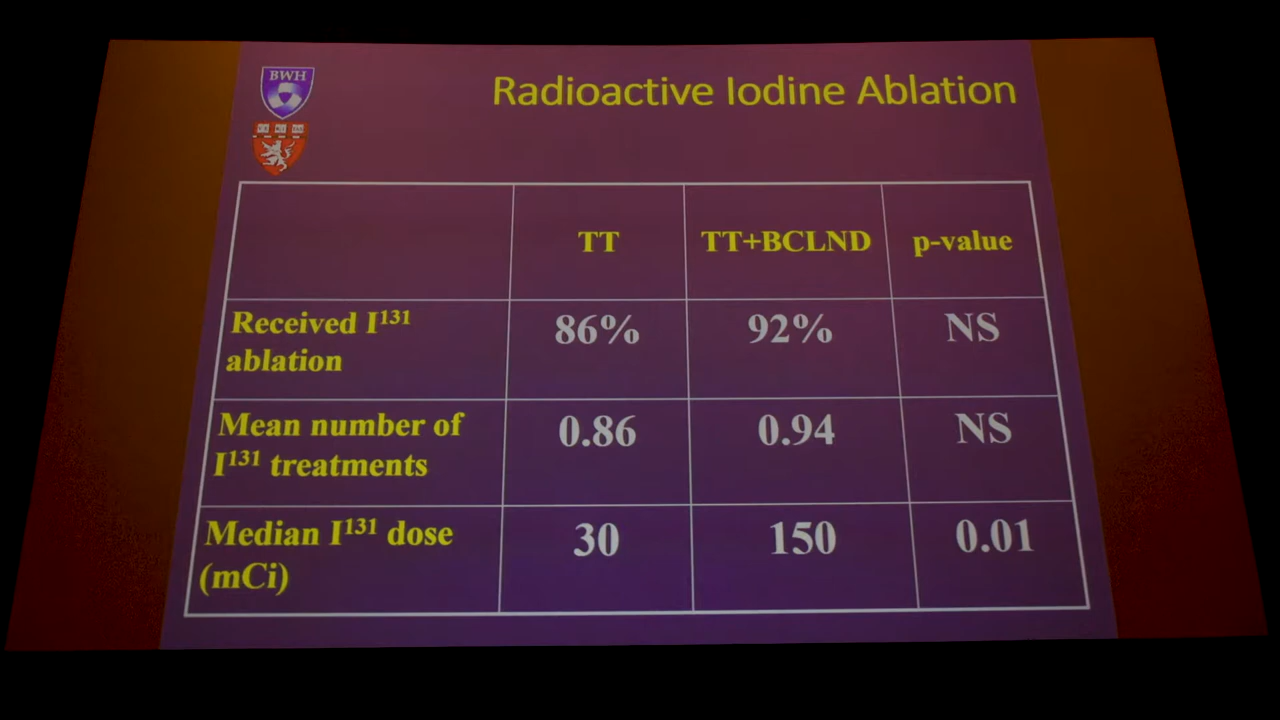 BWH
Radioactive Iodine Ablation
TT TT+BCLND p-value
Received I¹³¹ 86% 92% NS
ablation
Mean number of 0.86 0.94 NS
I¹³¹ treatments
Median I¹³¹ dose 30 150 0.01
(mCi)